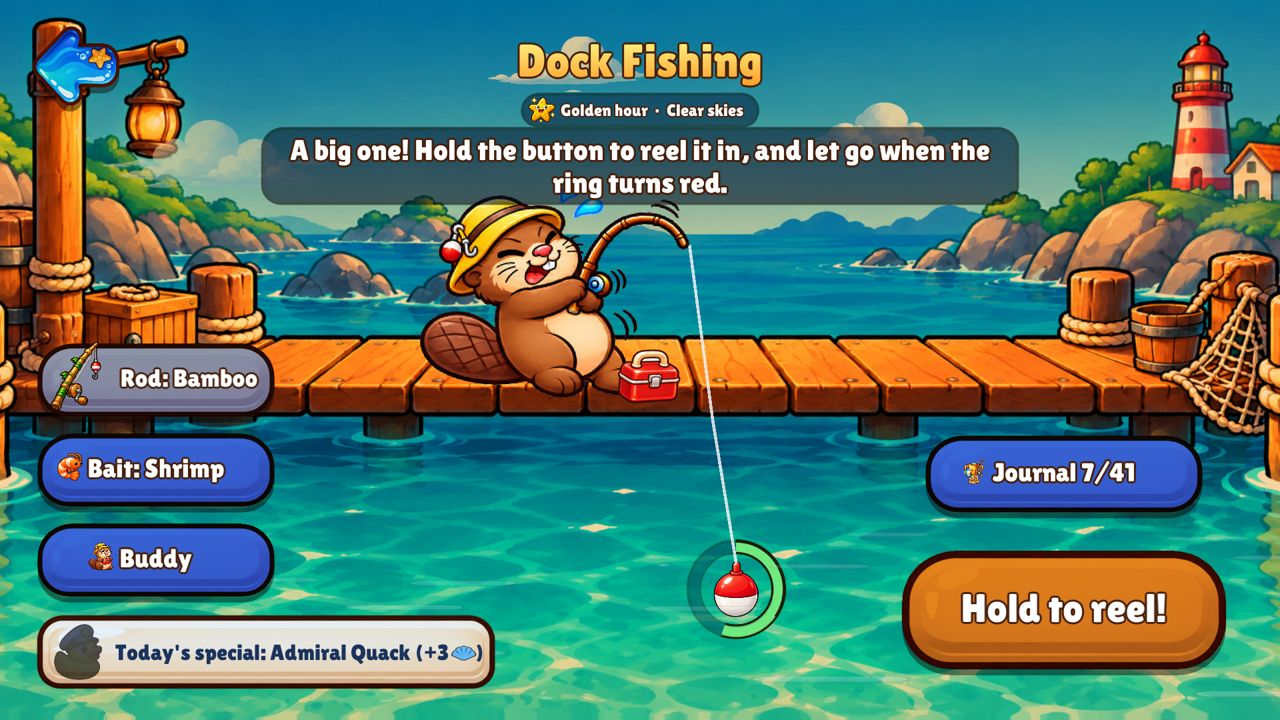 Dock Fishing
Golden hour · Clear skies
A big one! Hold the button to reel it in, and let go when the
ring turns red.
Rod: Bamboo
Bait: Shrimp
Buddy
Journal 7/41
Hold to reel!
Today's special: Admiral Quack (+3)